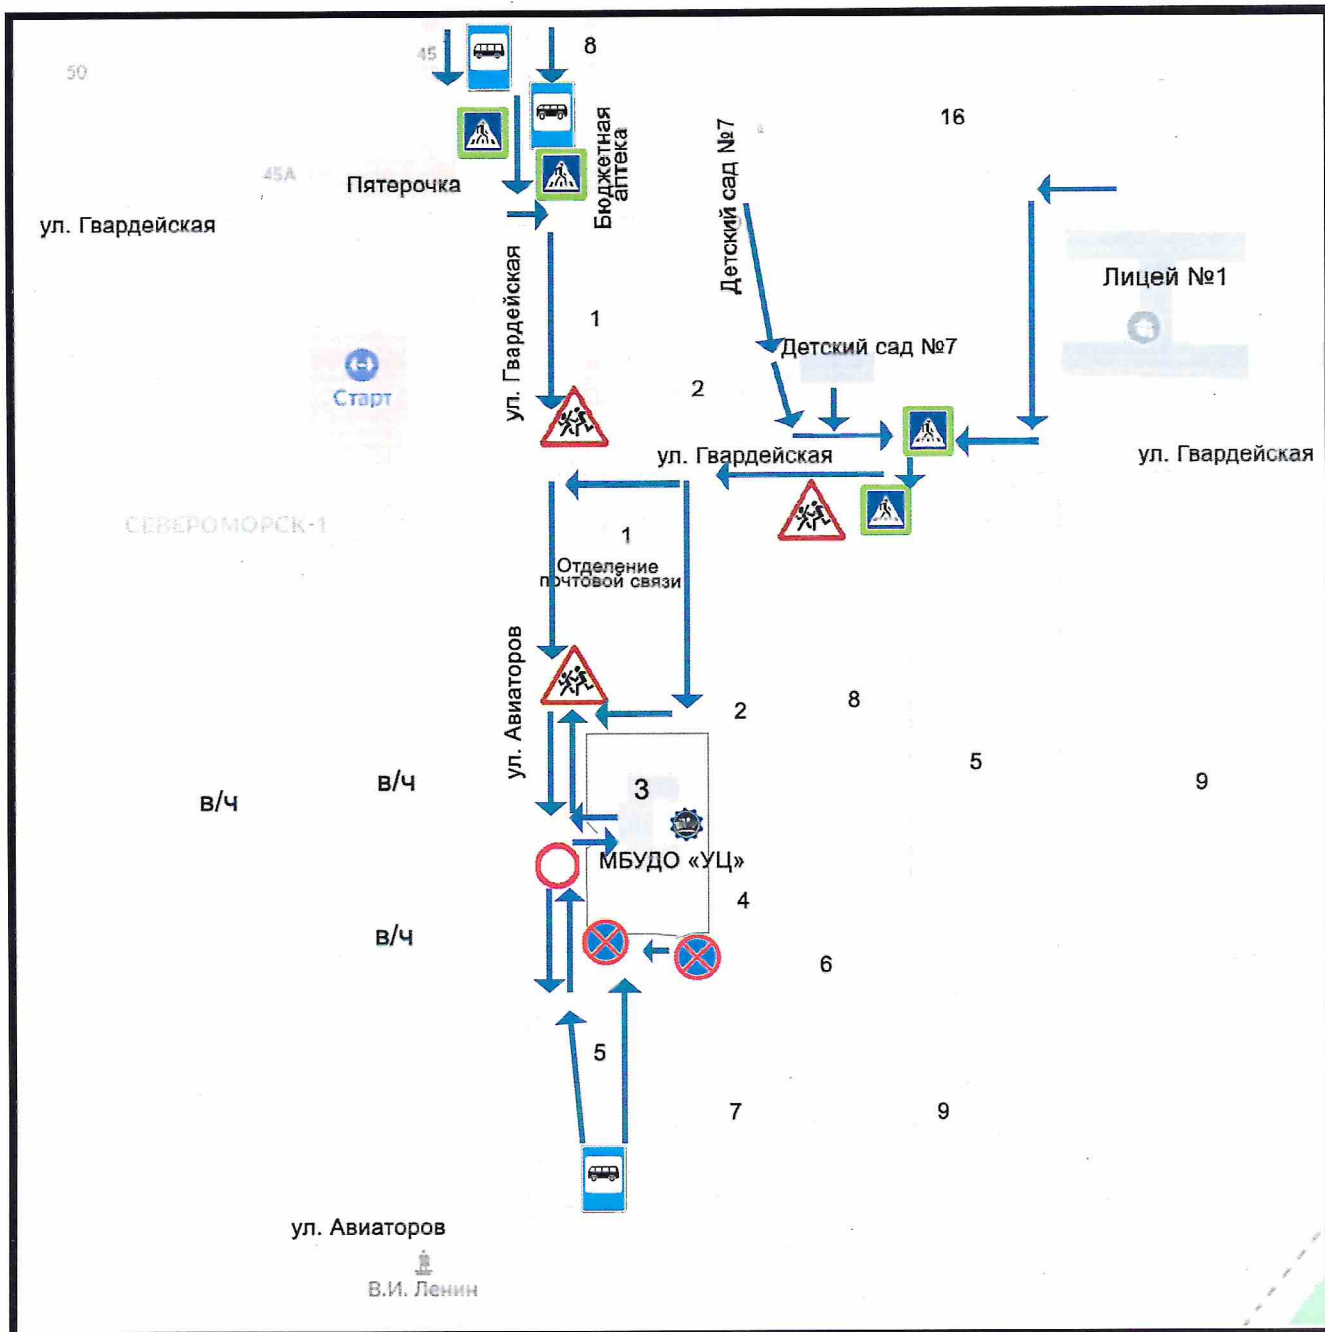 8
45
50
16
Бюджетная
аптека
Детский сад №7
45А
Пятерочка
ул. Гвардейская
Лицей №1
ул. Гвардейская
1
Детский сад №7
Старт
2
ул. Гвардейская
ул. Гвардейская
СЕВЕРОМОРСК-1
1
Отделение
почтовой связи
ул. Авиаторов
2
8
5
в/ч
в/ч
3
9
МБУДО «УЦ»
4
в/ч
6
5
7
9
ул. Авиаторов
В.И. Ленин